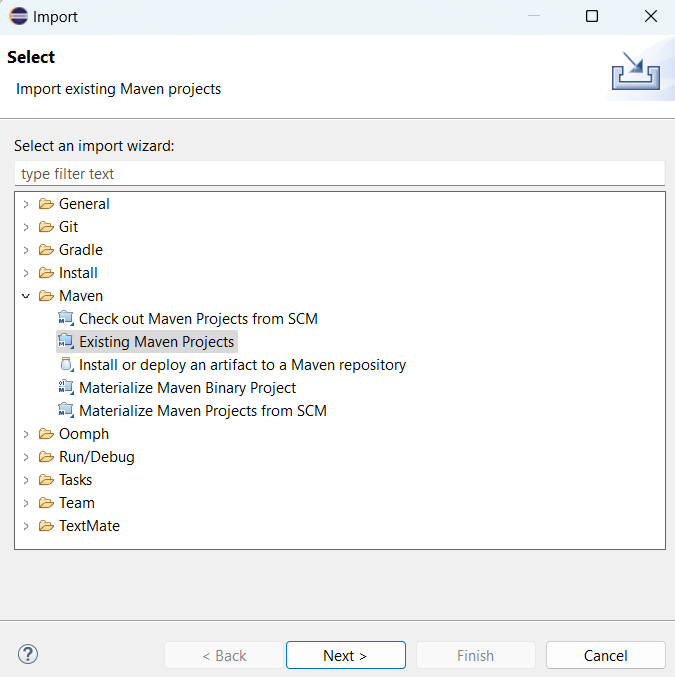 Import
Select
Import existing Maven projects
Select an import wizard:
type filter text
General
Git
Gradle
Install
Maven
Check out Maven Projects from SCM
Existing Maven Projects
Install or deploy an artifact to a Maven repository
Materialize Maven Binary Project
Materialize Maven Projects from SCM
Oomph
Run/Debug
Tasks
Team
TextMate
? < Back Next > Finish Cancel